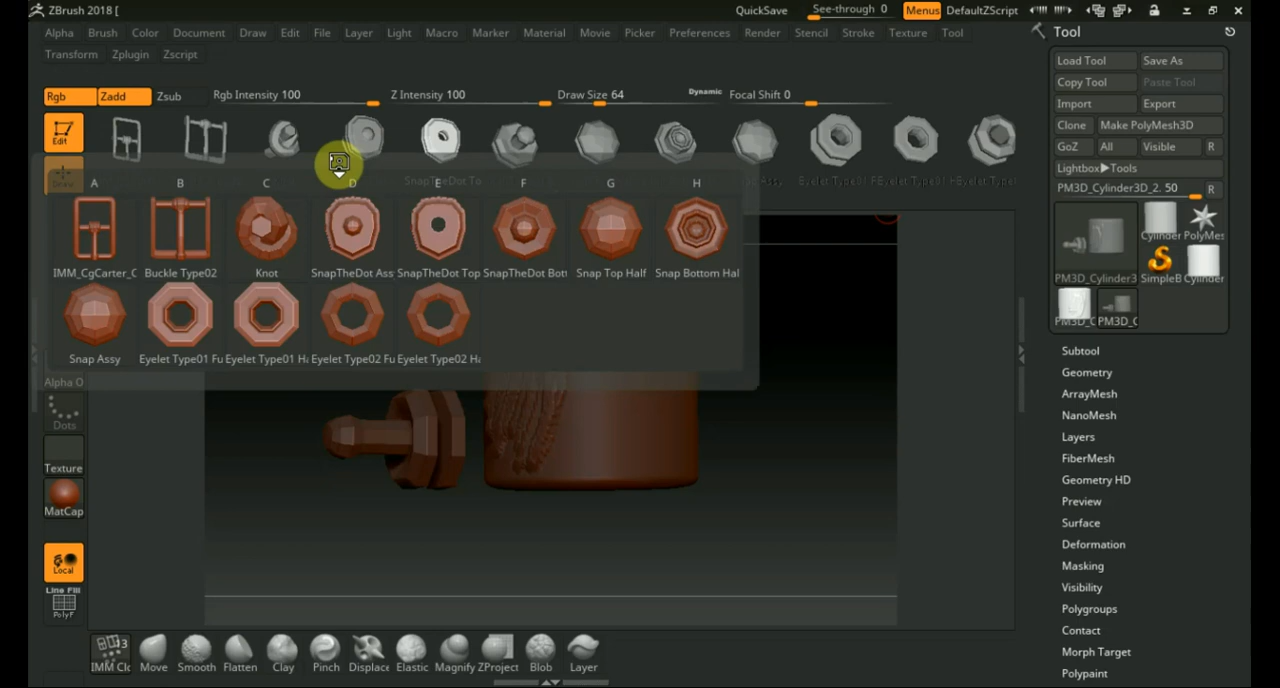 ZBrush 2018 [
QuickSave
See-through 0
Menus
DefaultZScript
Alpha Brush Color Document Draw Edit File Layer Light Macro Marker Material Movie Picker Preferences Render Stencil Stroke Texture Tool
Transform Zplugin Zscript
Rgb Zadd Zsub Rgb Intensity 100 Z Intensity 100 Draw Size 64 Dynamic Focal Shift 0
Edit
Draw
SnapTheDot To
A B C D E F G H
IMM_CgCarter_C Buckle Type02 Knot SnapTheDot Ass SnapTheDot Top SnapTheDot Bott Snap Top Half Snap Bottom Hal
Snap Assy Eyelet Type01 Fu Eyelet Type01 Ha Eyelet Type02 Fu Eyelet Type02 Ha
Alpha O
Dots
Texture
MatCap
Local
Line Fill
PolyF
IMM Clo 13 Move Smooth Flatten Clay Pinch Displace Elastic Magnify ZProject Blob Layer
Tool
Load Tool Save As
Copy Tool Paste Tool
Import Export
Clone Make PolyMesh3D
GoZ All Visible R
Lightbox▶Tools
PM3D_Cylinder3D_2. 50 R
Cylinder PolyMes
PM3D_Cylinder3 SimpleB Cylinder
PM3D_C PM3D_C
Subtool
Geometry
ArrayMesh
NanoMesh
Layers
FiberMesh
Geometry HD
Preview
Surface
Deformation
Masking
Visibility
Polygroups
Contact
Morph Target
Polypaint